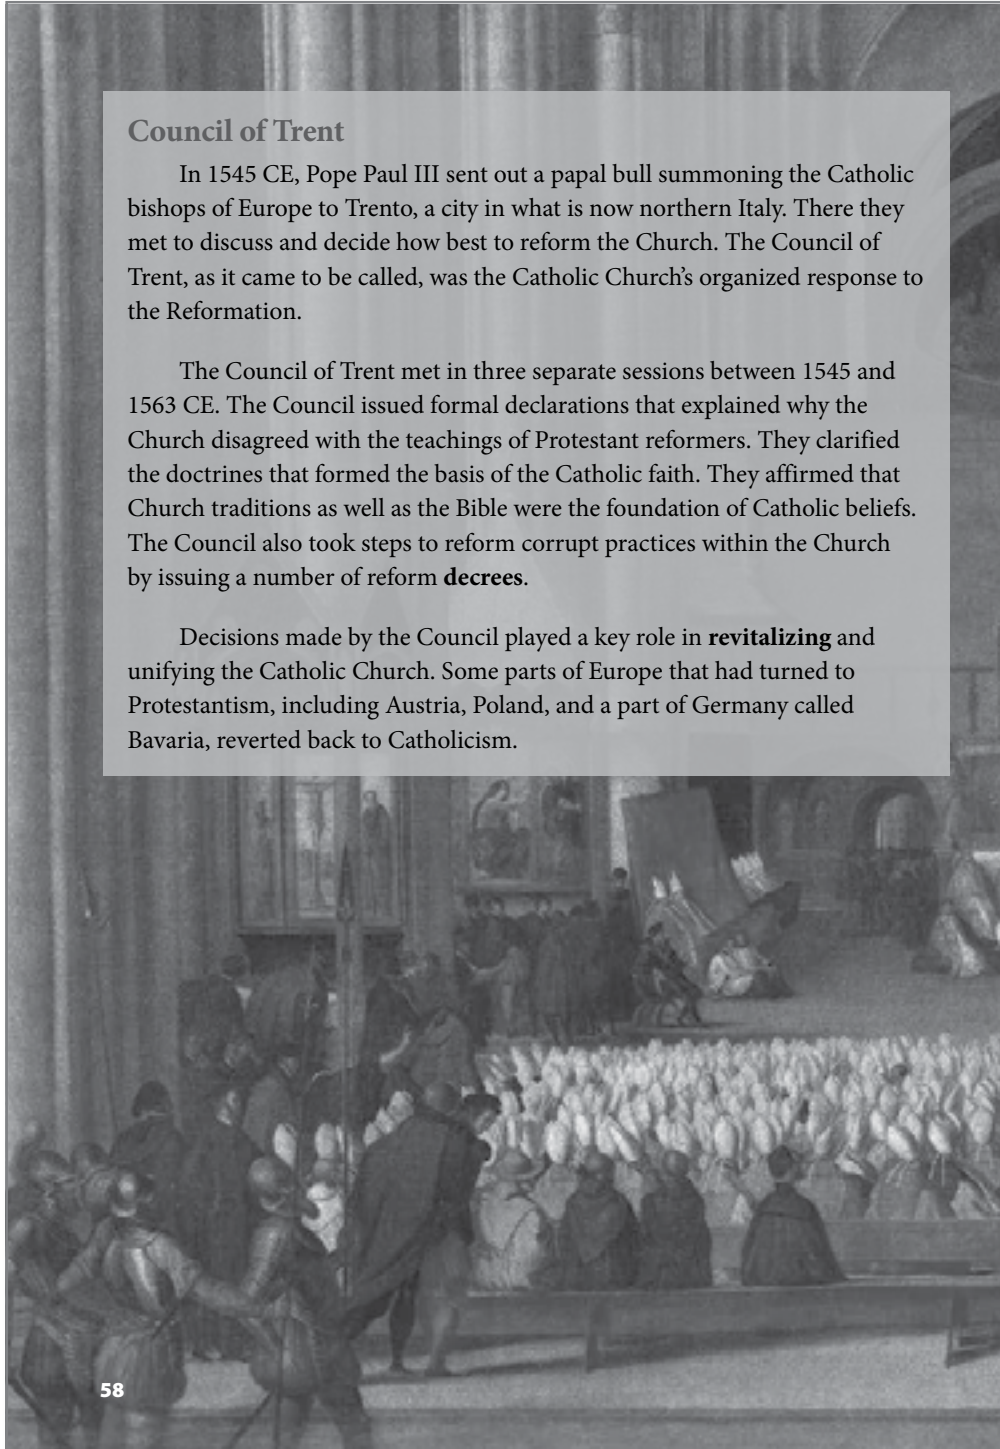 Council of Trent
In 1545 CE, Pope Paul III sent out a papal bull summoning the Catholic
bishops of Europe to Trento, a city in what is now northern Italy. There they
met to discuss and decide how best to reform the Church. The Council of
Trent, as it came to be called, was the Catholic Church’s organized response to
the Reformation.
The Council of Trent met in three separate sessions between 1545 and
1563 CE. The Council issued formal declarations that explained why the
Church disagreed with the teachings of Protestant reformers. They clarified
the doctrines that formed the basis of the Catholic faith. They affirmed that
Church traditions as well as the Bible were the foundation of Catholic beliefs.
The Council also took steps to reform corrupt practices within the Church
by issuing a number of reform decrees.
Decisions made by the Council played a key role in revitalizing and
unifying the Catholic Church. Some parts of Europe that had turned to
Protestantism, including Austria, Poland, and a part of Germany called
Bavaria, reverted back to Catholicism.
58